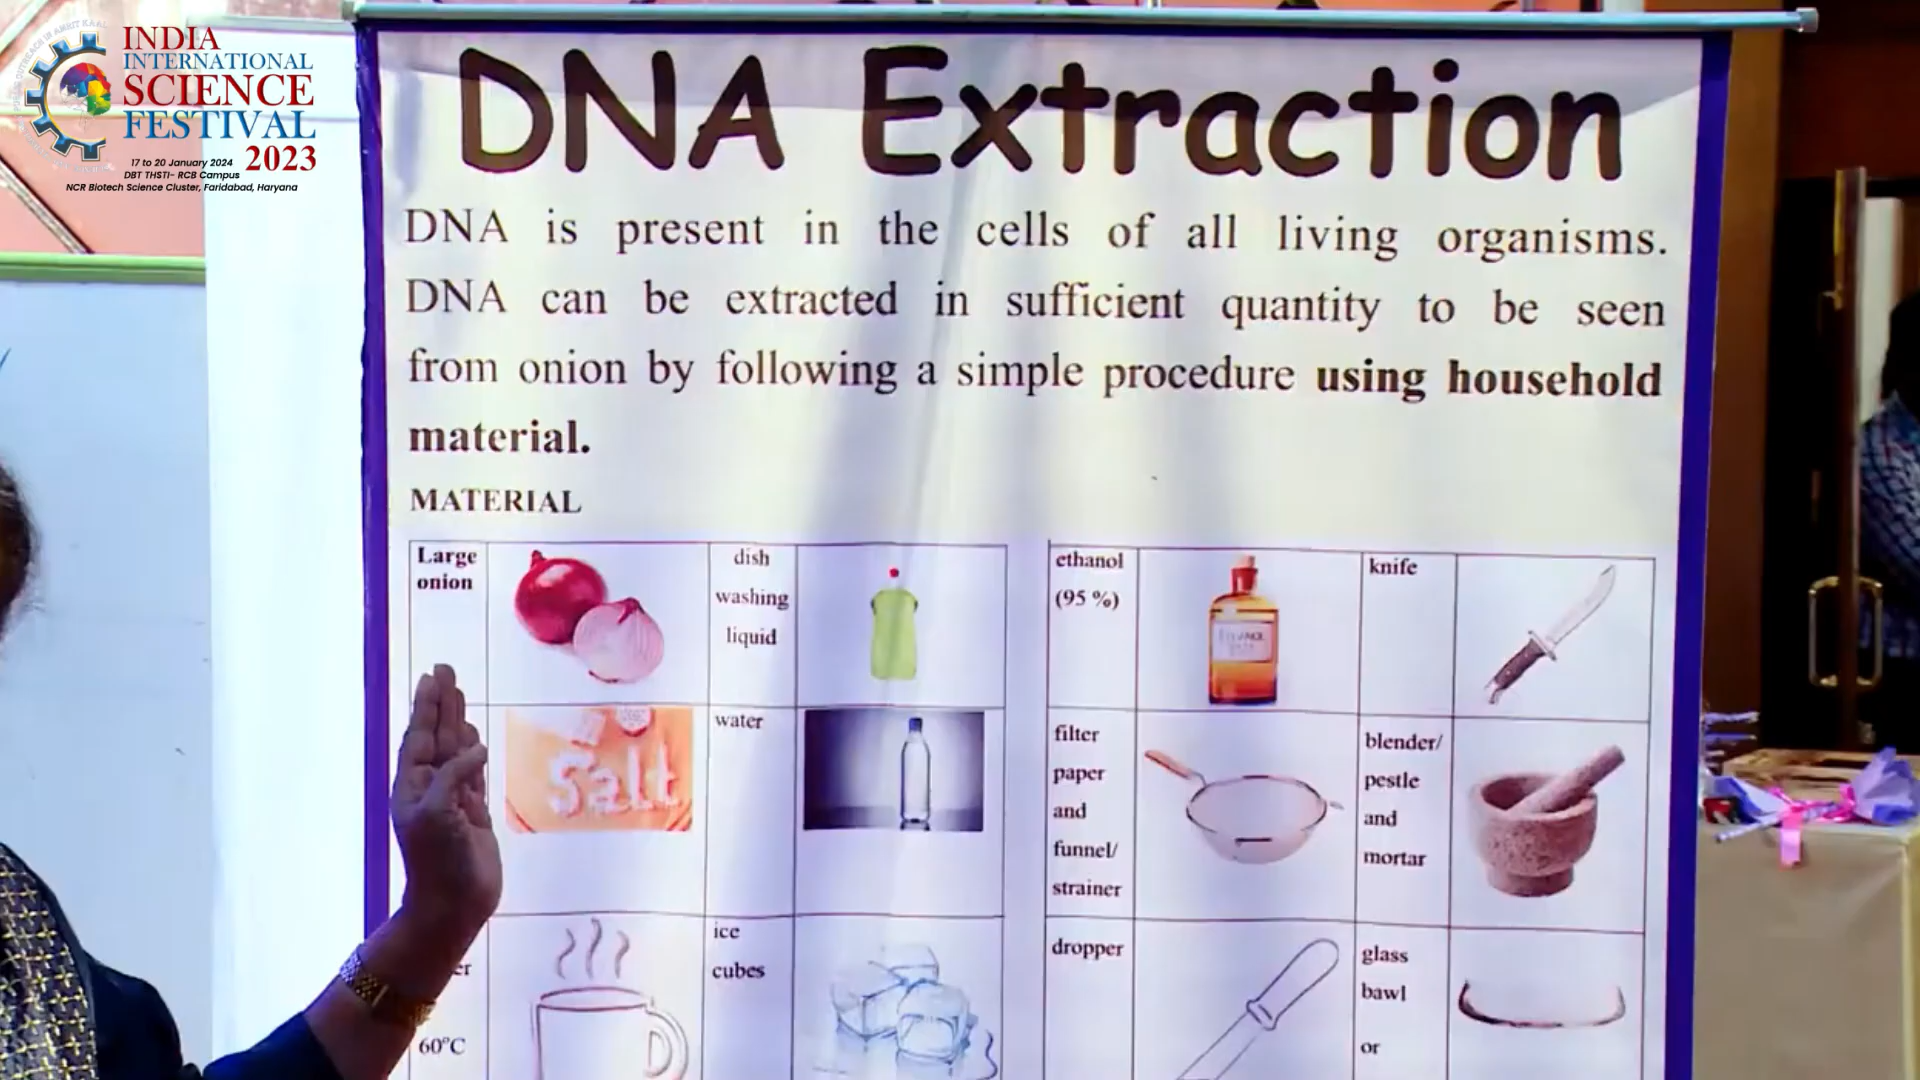 INDIA
INTERNATIONAL
SCIENCE
FESTIVAL
2023
17 to 20 January 2024
DBT THSTI- RCB Campus
NCR Biotech Science Cluster, Faridabad, Haryana
DNA Extraction
DNA is present in the cells of all living organisms.
DNA can be extracted in sufficient quantity to be seen
from onion by following a simple procedure using household
material.
MATERIAL
Large
onion
dish
washing
liquid
ethanol
(95 %)
knife
Salt
water
filter
paper
and
funnel/
strainer
blender/
pestle
and
mortar
er
60°C
ice
cubes
dropper
glass
bawl
or